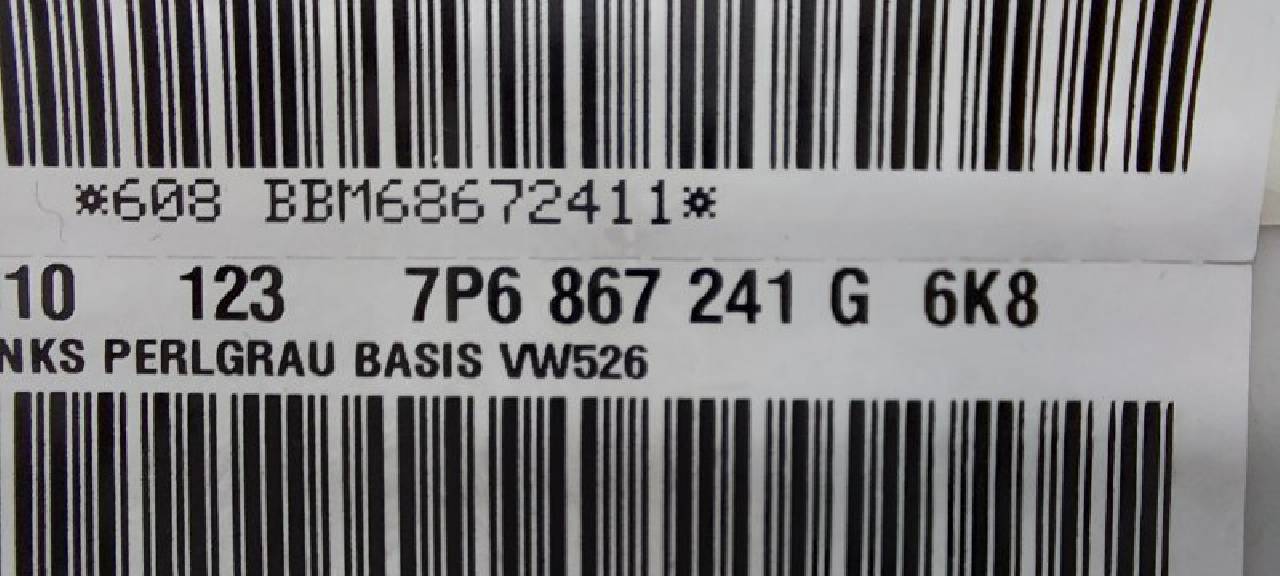 *608 BBM68672411*
10 123 7P6 867 241 G 6K8
NKS PERLGRAU BASIS VW526